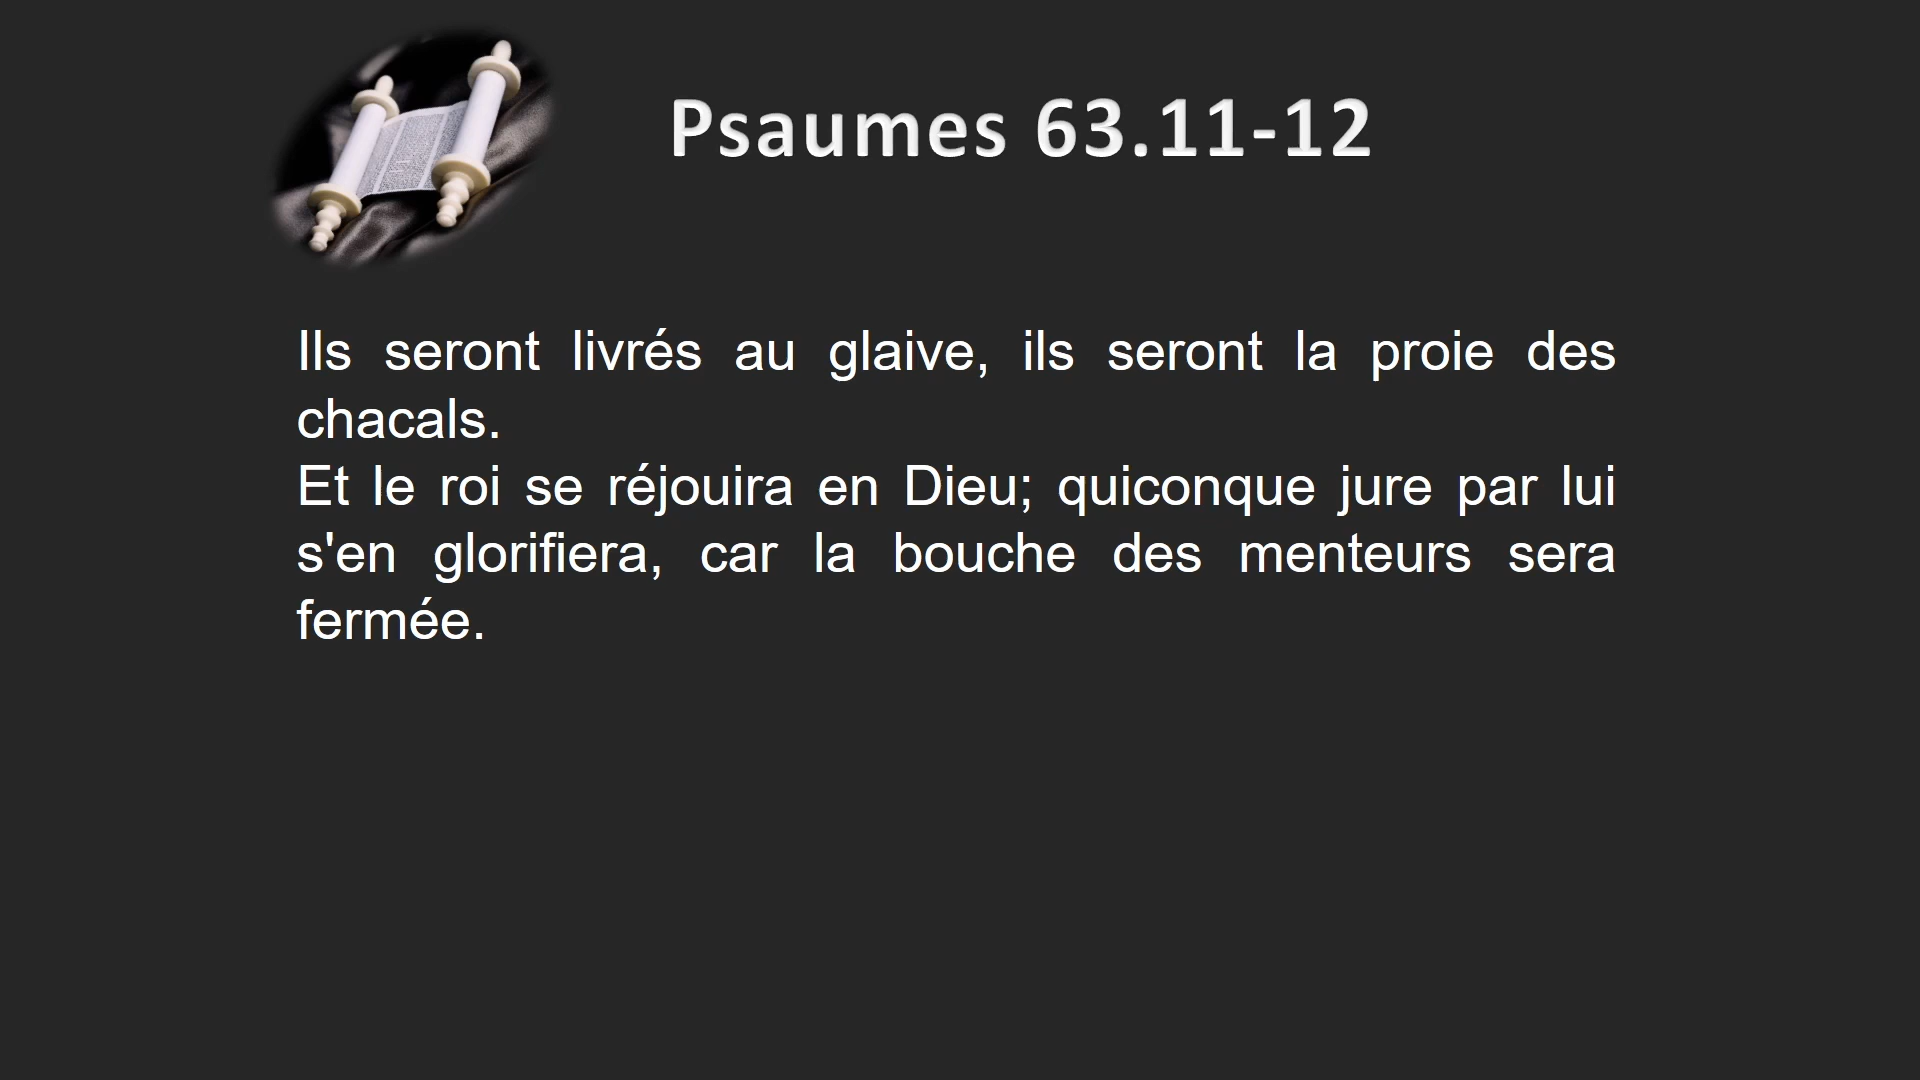 Psaumes 63.11-12
Ils seront livrés au glaive, ils seront la proie des
chacals.
Et le roi se réjouira en Dieu; quiconque jure par lui
s'en glorifiera, car la bouche des menteurs sera
fermée.